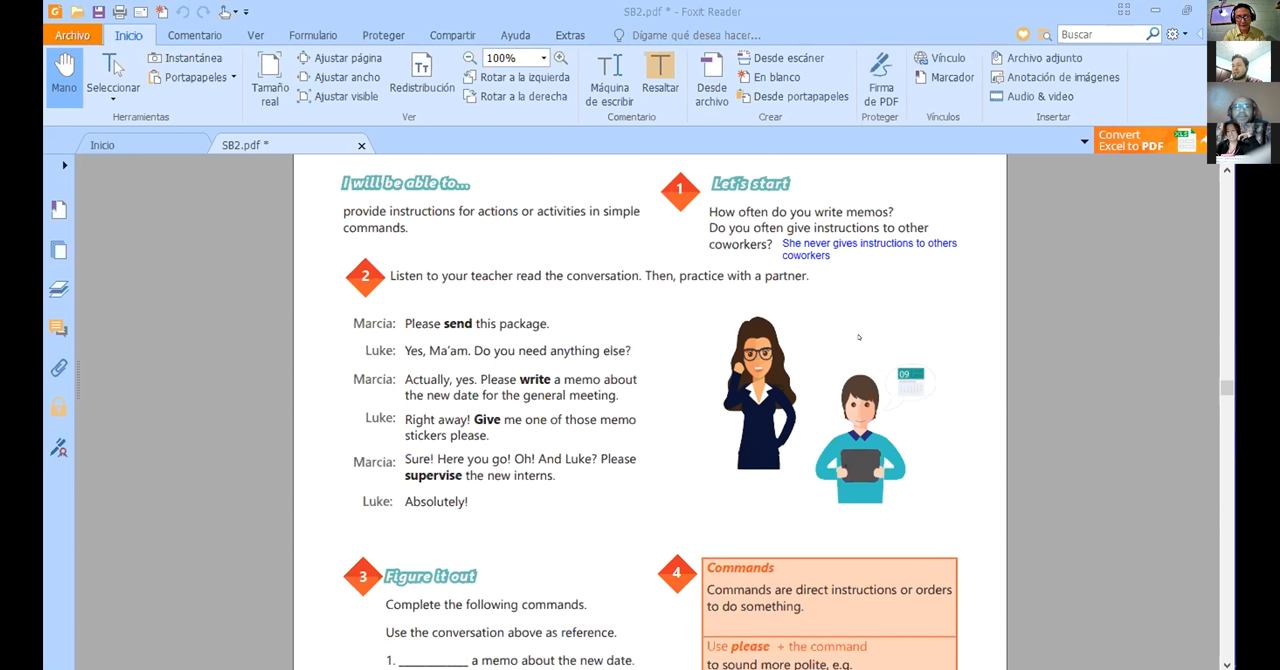 SB2.pdf * - Foxit Reader
Archivo
Inicio
Comentario
Ver
Formulario
Proteger
Compartir
Ayuda
Extras
Dígame qué desea hacer...
Buscar
Mano
Seleccionar
Instantánea
Portapapeles
Herramientas
Tamaño real
Ajustar página
Ajustar ancho
Ajustar visible
Redistribución
100%
Rotar a la izquierda
Rotar a la derecha
Ver
Máquina de escribir
Resaltar
Comentario
Desde archivo
Desde escáner
En blanco
Desde portapapeles
Crear
Firma de PDF
Proteger
Vínculo
Marcador
Vínculos
Archivo adjunto
Anotación de imágenes
Audio & video
Insertar
Inicio
SB2.pdf *
Convert
Excel to PDF
XLS
I will be able to...
provide instructions for actions or activities in simple
commands.
1
Let's start
How often do you write memos?
Do you often give instructions to other
coworkers? She never gives instructions to others
coworkers
2 Listen to your teacher read the conversation. Then, practice with a partner.
Marcia: Please send this package.
Luke: Yes, Ma'am. Do you need anything else?
Marcia: Actually, yes. Please write a memo about
the new date for the general meeting.
Luke: Right away! Give me one of those memo
stickers please.
Marcia: Sure! Here you go! Oh! And Luke? Please
supervise the new interns.
Luke: Absolutely!
09
3 Figure it out
Complete the following commands.
Use the conversation above as reference.
1. ____________ a memo about the new date.
4
Commands
Commands are direct instructions or orders
to do something.
Use please + the command
to sound more polite, e.g.